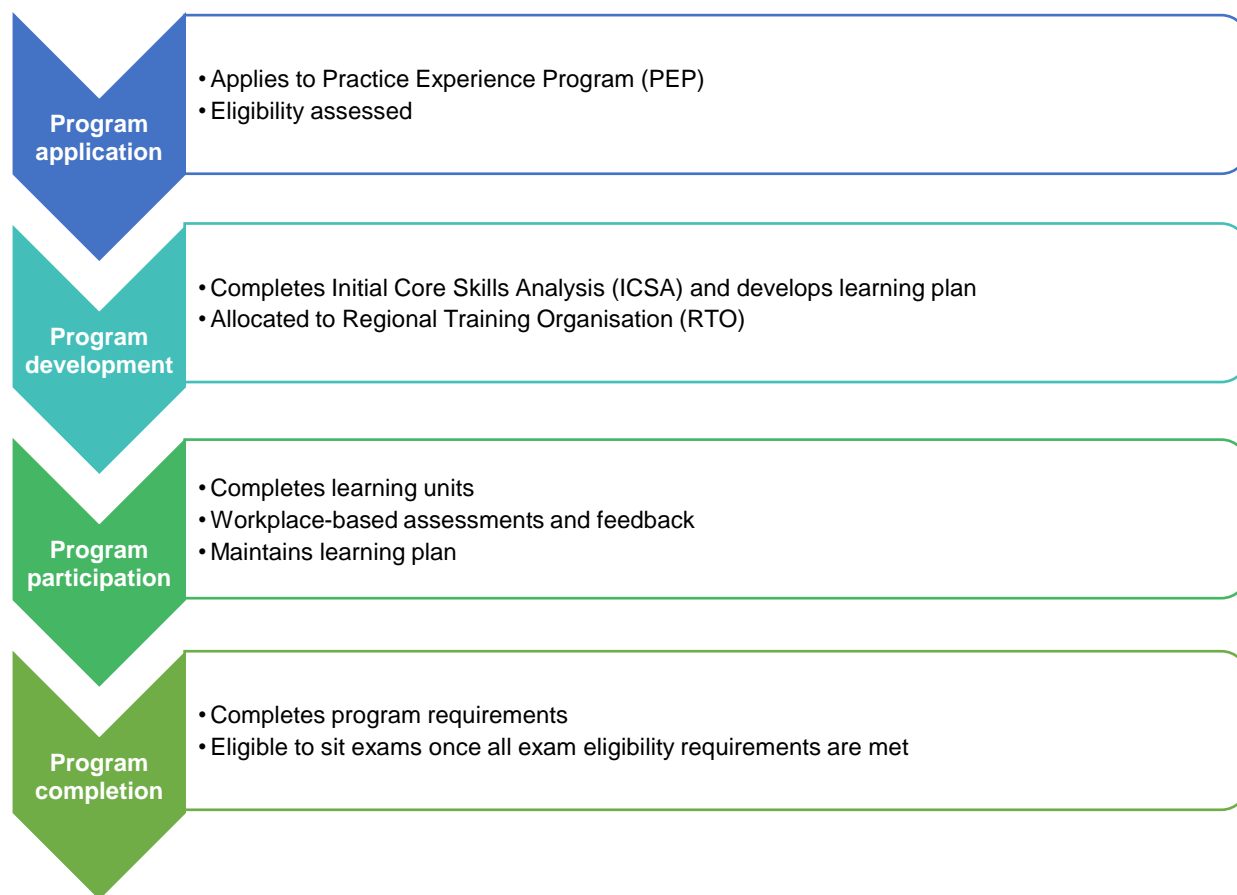 Program
application
• Applies to Practice Experience Program (PEP)
• Eligibility assessed
Program
development
• Completes Initial Core Skills Analysis (ICSA) and develops learning plan
• Allocated to Regional Training Organisation (RTO)
Program
participation
• Completes learning units
• Workplace-based assessments and feedback
• Maintains learning plan
Program
completion
• Completes program requirements
• Eligible to sit exams once all exam eligibility requirements are met